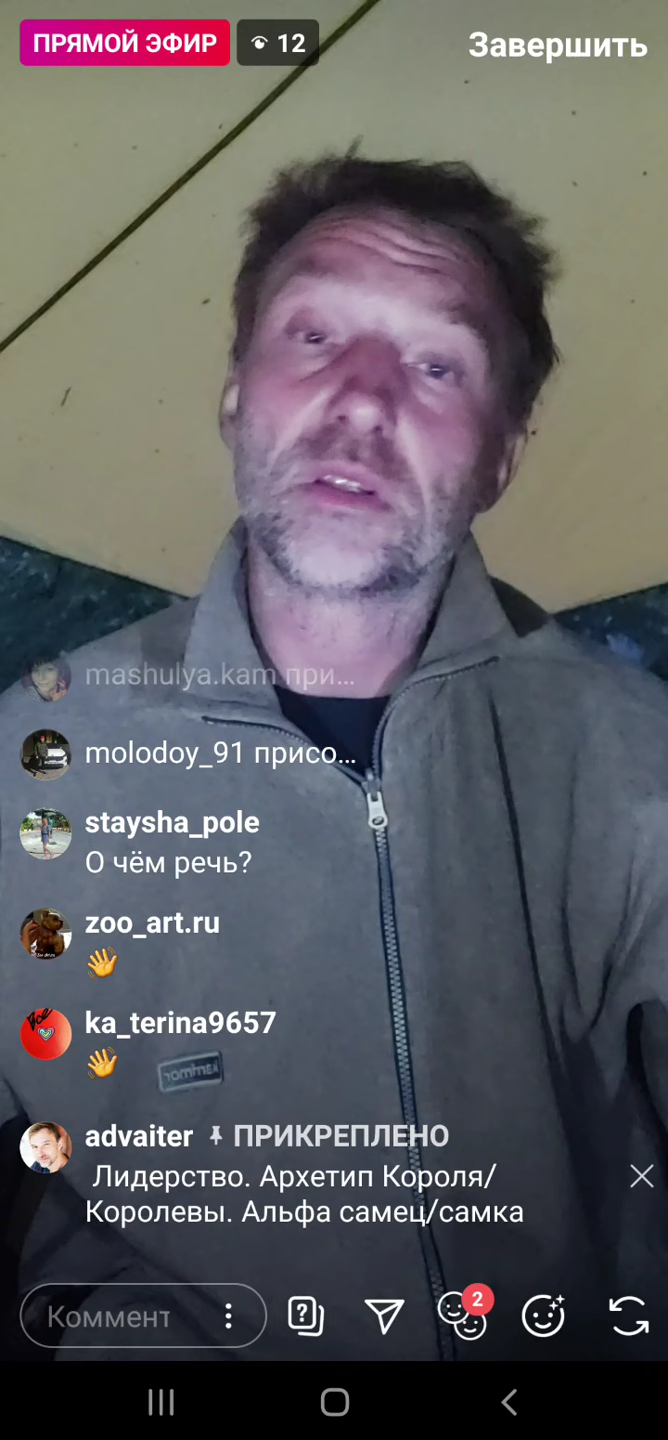 ПРЯМОЙ ЭФИР
12
Завершить
mashulya.kam при...
molodoy_91 присо...
staysha_pole
О чём речь?
zoo_art.ru
👋
ka_terina9657
👋
TOMMEA
advaiter ПРИКРЕПЛЕНО
Лидерство. Архетип Короля/
Королевы. Альфа самец/самка
Коммент
2